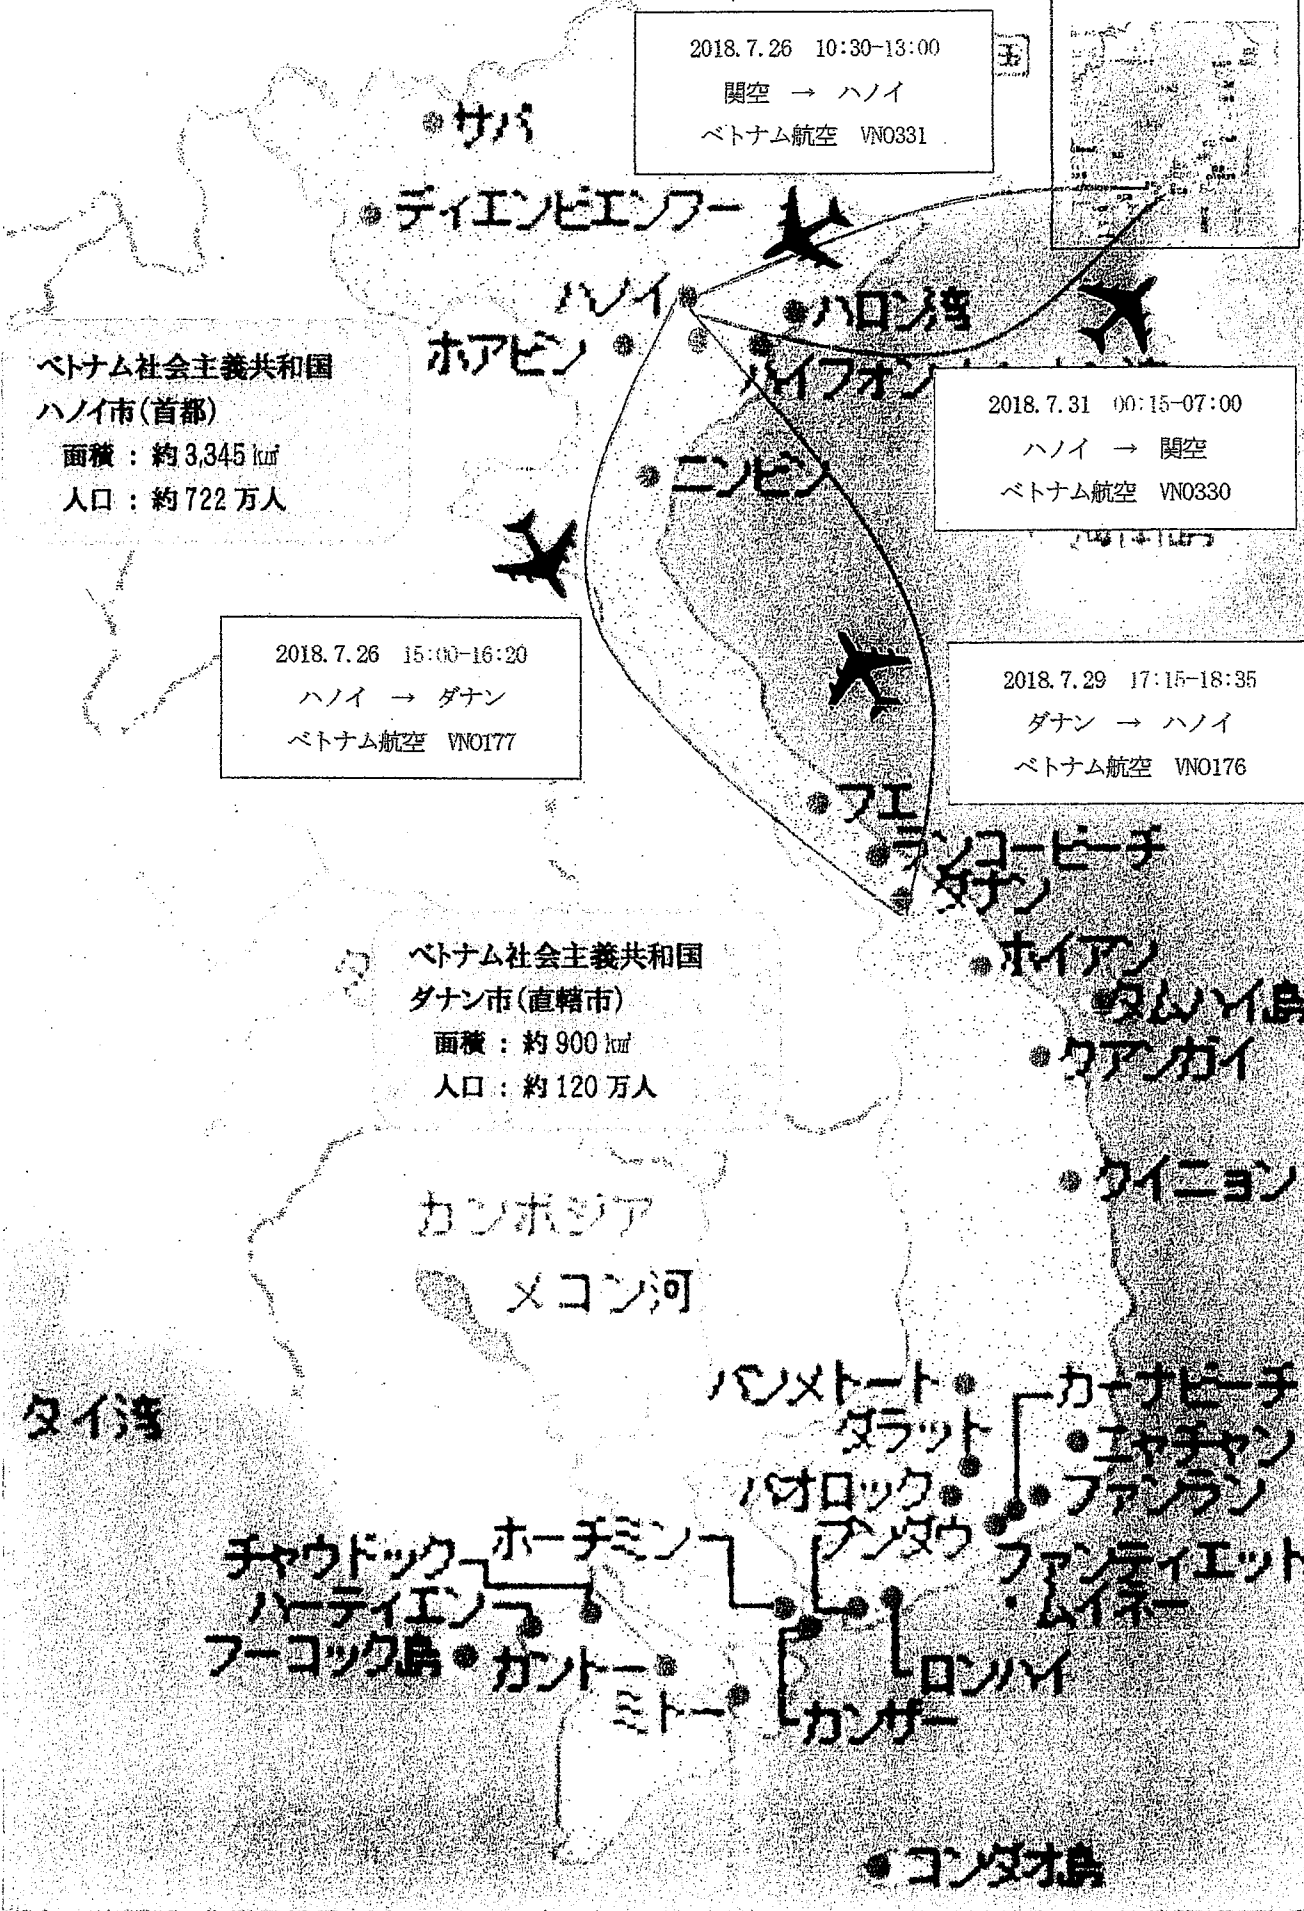 2018.7.26 10:30-13:00
関空 → ハノイ
ベトナム航空 VN0331
サパ
ディエンビエンフー
ハノイ
ハロン湾
ホアビン
ハイフォン
ベトナム社会主義共和国
ハノイ市(首都)
面積 : 約3,345㎢
人口 : 約722万人
2018.7.31 00:15-07:00
ハノイ → 関空
ベトナム航空 VN0330
ニンビン
2018.7.26 15:00-16:20
ハノイ → ダナン
ベトナム航空 VN0177
2018.7.29 17:15-18:35
ダナン → ハノイ
ベトナム航空 VN0176
フエ
ランコービーチ
ダナン
ホイアン
タムハイ島
クアンガイ
ベトナム社会主義共和国
ダナン市(直轄市)
面積 : 約900㎢
人口 : 約120万人
クイニョン
カンボジア
メコン河
タイ湾
バンメトート
カーナビーチ
ダラット
ニャチャン
バオロック
ファンラン
ホーチミン
ブンダウ
チャウドック
ファンティエット
ハーティエン
・ムイネー
フーコック島
カントー
ロンハイ
ミトー
カンザー
コンダオ島